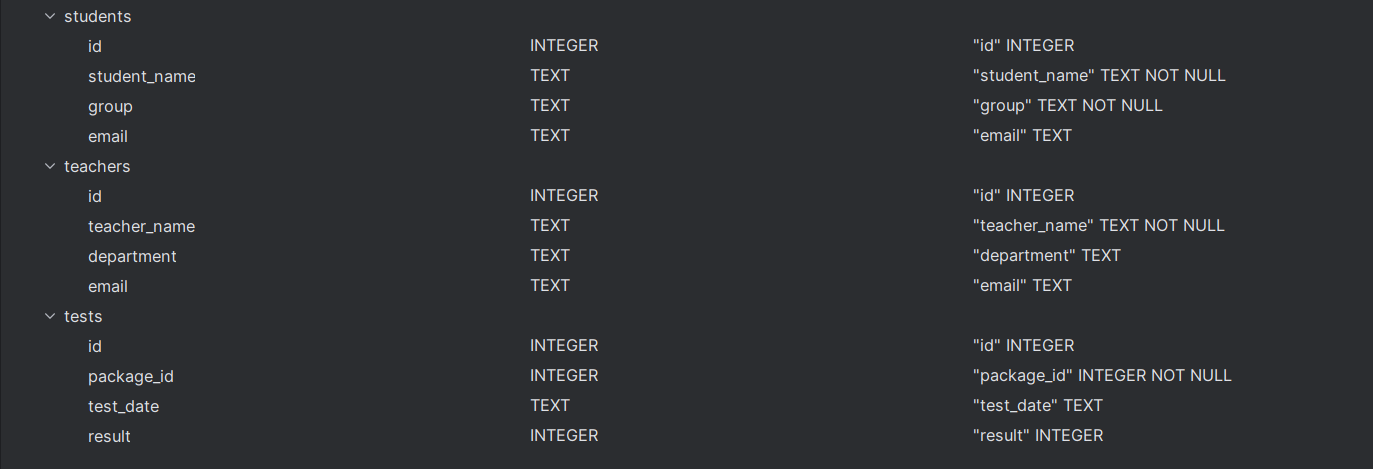 students
id INTEGER "id" INTEGER
student_name TEXT "student_name" TEXT NOT NULL
group TEXT "group" TEXT NOT NULL
email TEXT "email" TEXT
teachers
id INTEGER "id" INTEGER
teacher_name TEXT "teacher_name" TEXT NOT NULL
department TEXT "department" TEXT
email TEXT "email" TEXT
tests
id INTEGER "id" INTEGER
package_id INTEGER "package_id" INTEGER NOT NULL
test_date TEXT "test_date" TEXT
result INTEGER "result" INTEGER